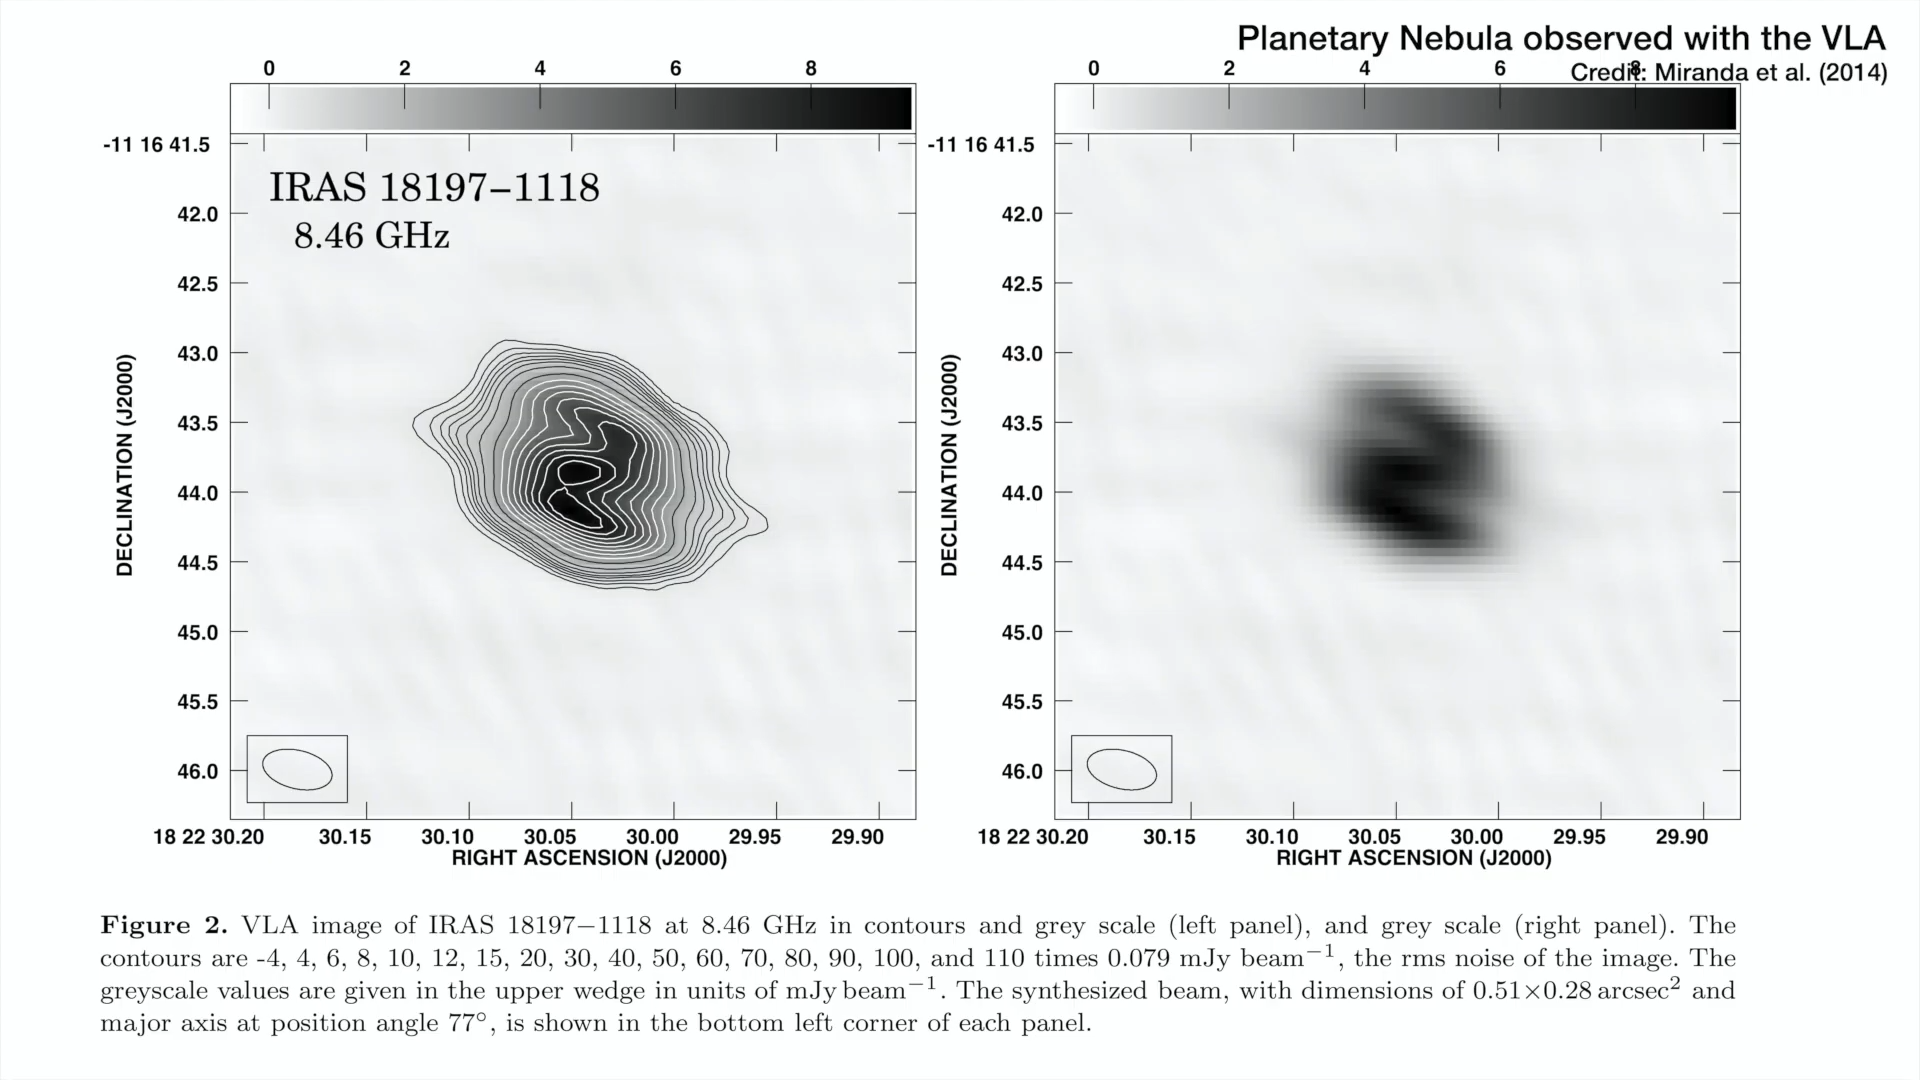 Planetary Nebula observed with the VLA
Credit: Miranda et al. (2014)
0 2 4 6 8
0 2 4 6 8
-11 16 41.5
42.0
42.5
43.0
43.5
44.0
44.5
45.0
45.5
46.0
DECLINATION (J2000)
IRAS 18197−1118
8.46 GHz
18 22 30.20 30.15 30.10 30.05 30.00 29.95 29.90
RIGHT ASCENSION (J2000)
-11 16 41.5
42.0
42.5
43.0
43.5
44.0
44.5
45.0
45.5
46.0
DECLINATION (J2000)
18 22 30.20 30.15 30.10 30.05 30.00 29.95 29.90
RIGHT ASCENSION (J2000)
Figure 2. VLA image of IRAS 18197−1118 at 8.46 GHz in contours and grey scale (left panel), and grey scale (right panel). The
contours are -4, 4, 6, 8, 10, 12, 15, 20, 30, 40, 50, 60, 70, 80, 90, 100, and 110 times 0.079 mJy beam⁻¹, the rms noise of the image. The
greyscale values are given in the upper wedge in units of mJy beam⁻¹. The synthesized beam, with dimensions of 0.51×0.28 arcsec² and
major axis at position angle 77°, is shown in the bottom left corner of each panel.